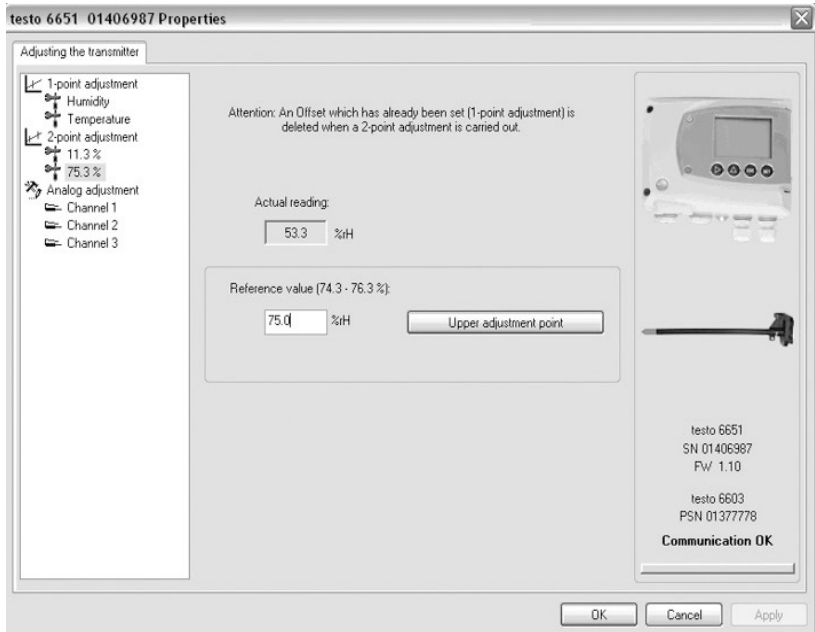 testo 6651 01406987 Properties
Adjusting the transmitter
1-point adjustment
Humidity
Temperature
2-point adjustment
11.3 %
75.3 %
Analog adjustment
Channel 1
Channel 2
Channel 3
Attention: An Offset which has already been set (1-point adjustment) is
deleted when a 2-point adjustment is carried out.
Actual reading:
53.3 %rH
Reference value (74.3 - 76.3 %):
75.0 %rH Upper adjustment point
testo 6651
SN 01406987
FW 1.10
testo 6603
PSN 01377778
Communication OK
OK Cancel Apply